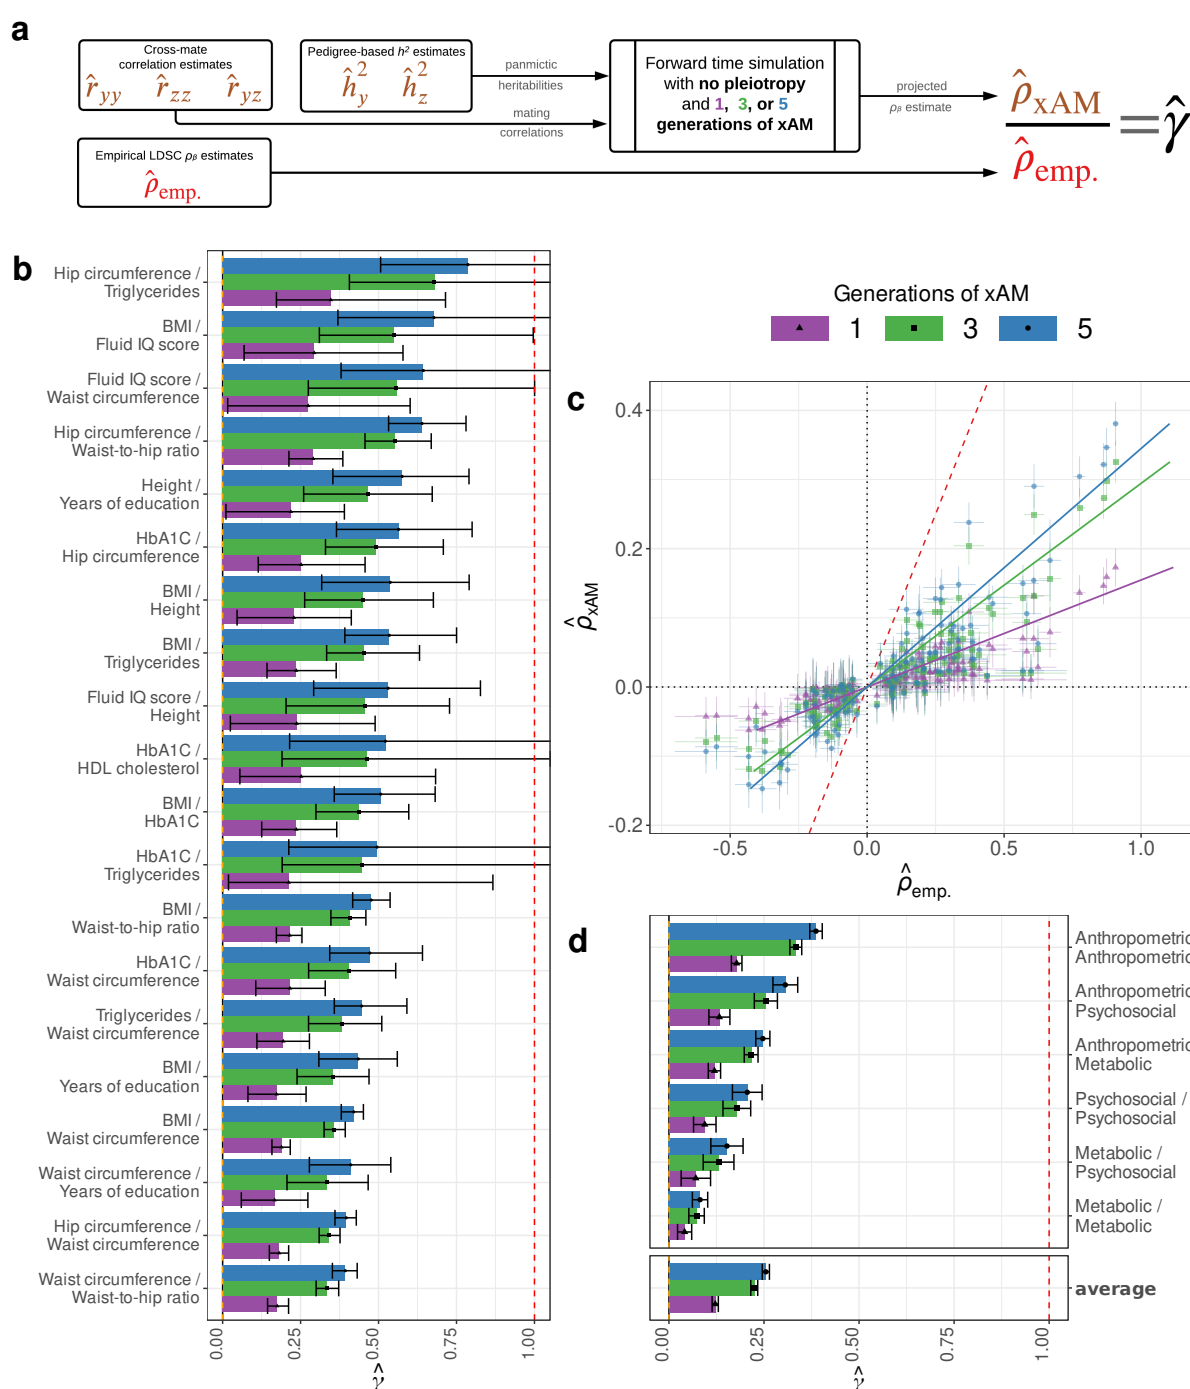 a
Cross-mate
correlation estimates
r̂yy r̂zz r̂yz
Pedigree-based h² estimates
ĥ²y ĥ²z
panmictic
heritabilities
mating
correlations
Forward time simulation
with no pleiotropy
and 1, 3, or 5
generations of xAM
projected
ρβ estimate
ρ̂xAM
ρ̂emp.
= γ̂
Empirical LDSC ρβ estimates
ρ̂emp.
b
Hip circumference /
Triglycerides
BMI /
Fluid IQ score
Fluid IQ score /
Waist circumference
Hip circumference /
Waist-to-hip ratio
Height /
Years of education
HbA1C /
Hip circumference
BMI /
Height
BMI /
Triglycerides
Fluid IQ score /
Height
HbA1C /
HDL cholesterol
BMI /
HbA1C
HbA1C /
Triglycerides
BMI /
Waist-to-hip ratio
HbA1C /
Waist circumference
Triglycerides /
Waist circumference
BMI /
Years of education
BMI /
Waist circumference
Waist circumference /
Years of education
Hip circumference /
Waist circumference
Waist circumference /
Waist-to-hip ratio
0.00 0.25 0.50 0.75 1.00
γ̂
Generations of xAM
1 3 5
c
0.4
0.2
0.0
-0.2
ρ̂xAM
-0.5 0.0 0.5 1.0
ρ̂emp.
d
Anthropometric
Anthropometric
Anthropometric
Psychosocial
Anthropometric
Metabolic
Psychosocial /
Psychosocial
Metabolic /
Psychosocial
Metabolic /
Metabolic
average
0.00 0.25 0.50 0.75 1.00
γ̂